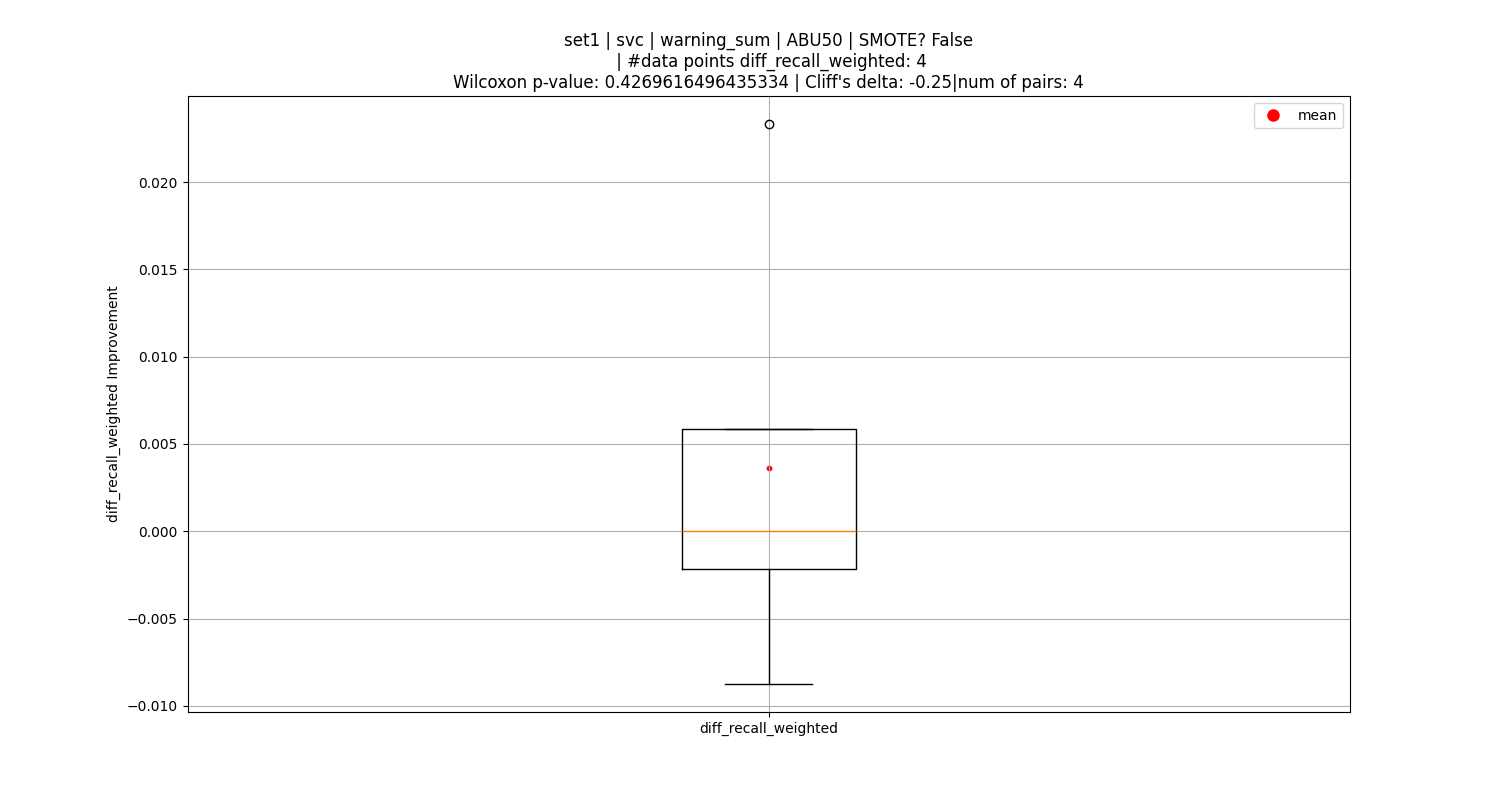 set1 | svc | warning_sum | ABU50 | SMOTE? False
| #data points diff_recall_weighted: 4
Wilcoxon p-value: 0.4269616496435334 | Cliff's delta: -0.25|num of pairs: 4
mean
0.020
0.015
0.010
0.005
0.000
−0.005
−0.010
diff_recall_weighted Improvement
diff_recall_weighted